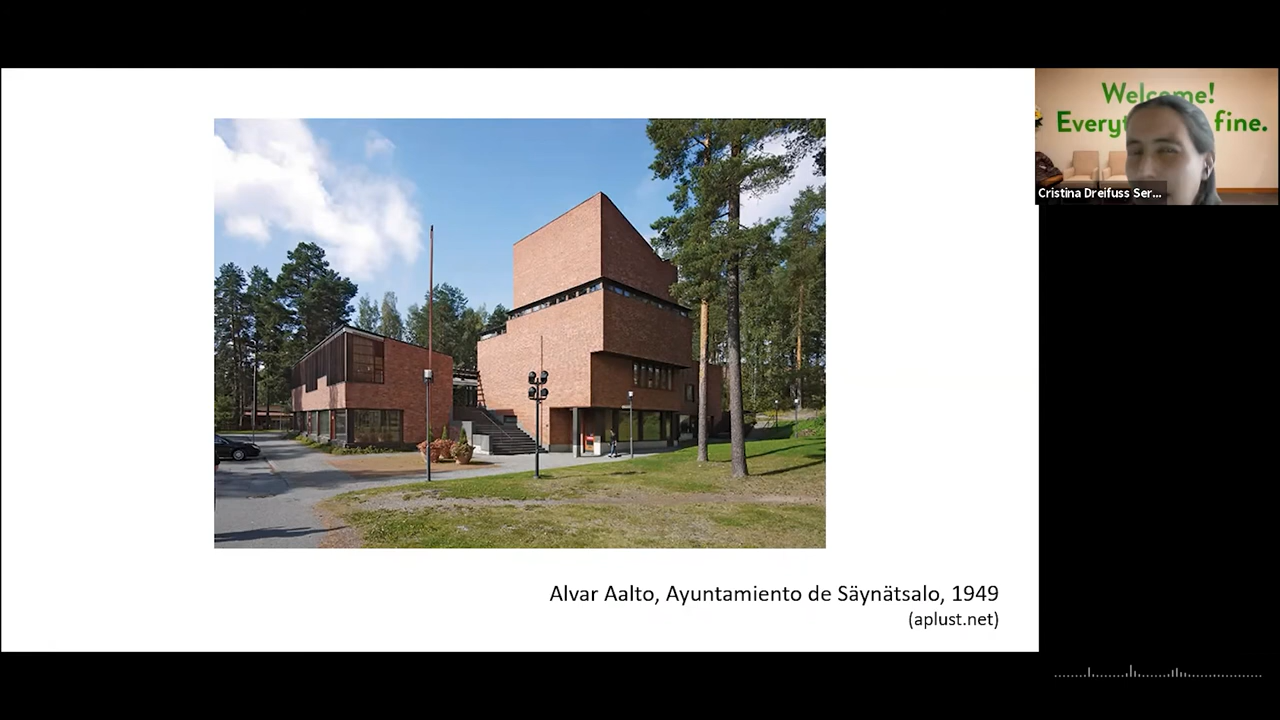 Welcome!
Everyt fine.
Cristina Dreifuss Ser...
Alvar Aalto, Ayuntamiento de Säynätsalo, 1949
(aplust.net)